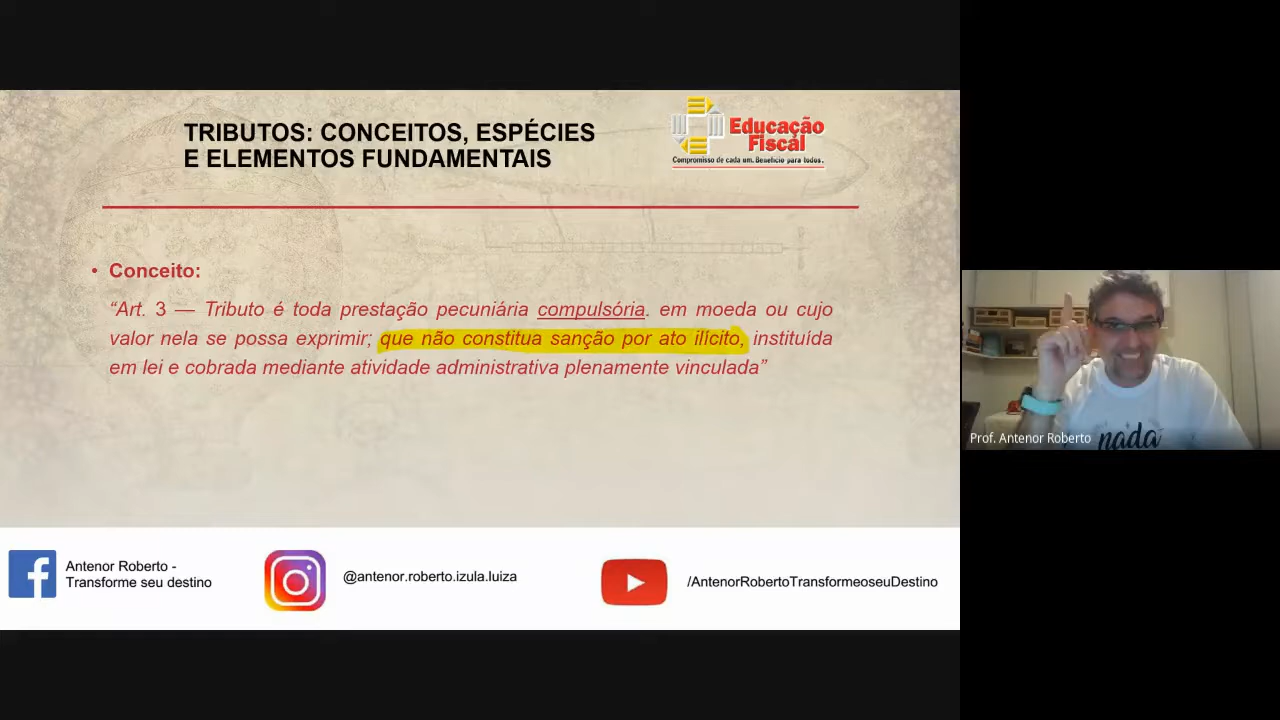 TRIBUTOS: CONCEITOS, ESPÉCIES
E ELEMENTOS FUNDAMENTAIS
Educação
Fiscal
Compromisso de cada um. Benefício para todos.
• Conceito:
“Art. 3 — Tributo é toda prestação pecuniária compulsória. em moeda ou cujo
valor nela se possa exprimir; que não constitua sanção por ato ilícito, instituída
em lei e cobrada mediante atividade administrativa plenamente vinculada”
Antenor Roberto -
Transforme seu destino
@antenor.roberto.izula.luiza
/AntenorRobertoTransformeoseuDestino
Prof. Antenor Roberto
nada